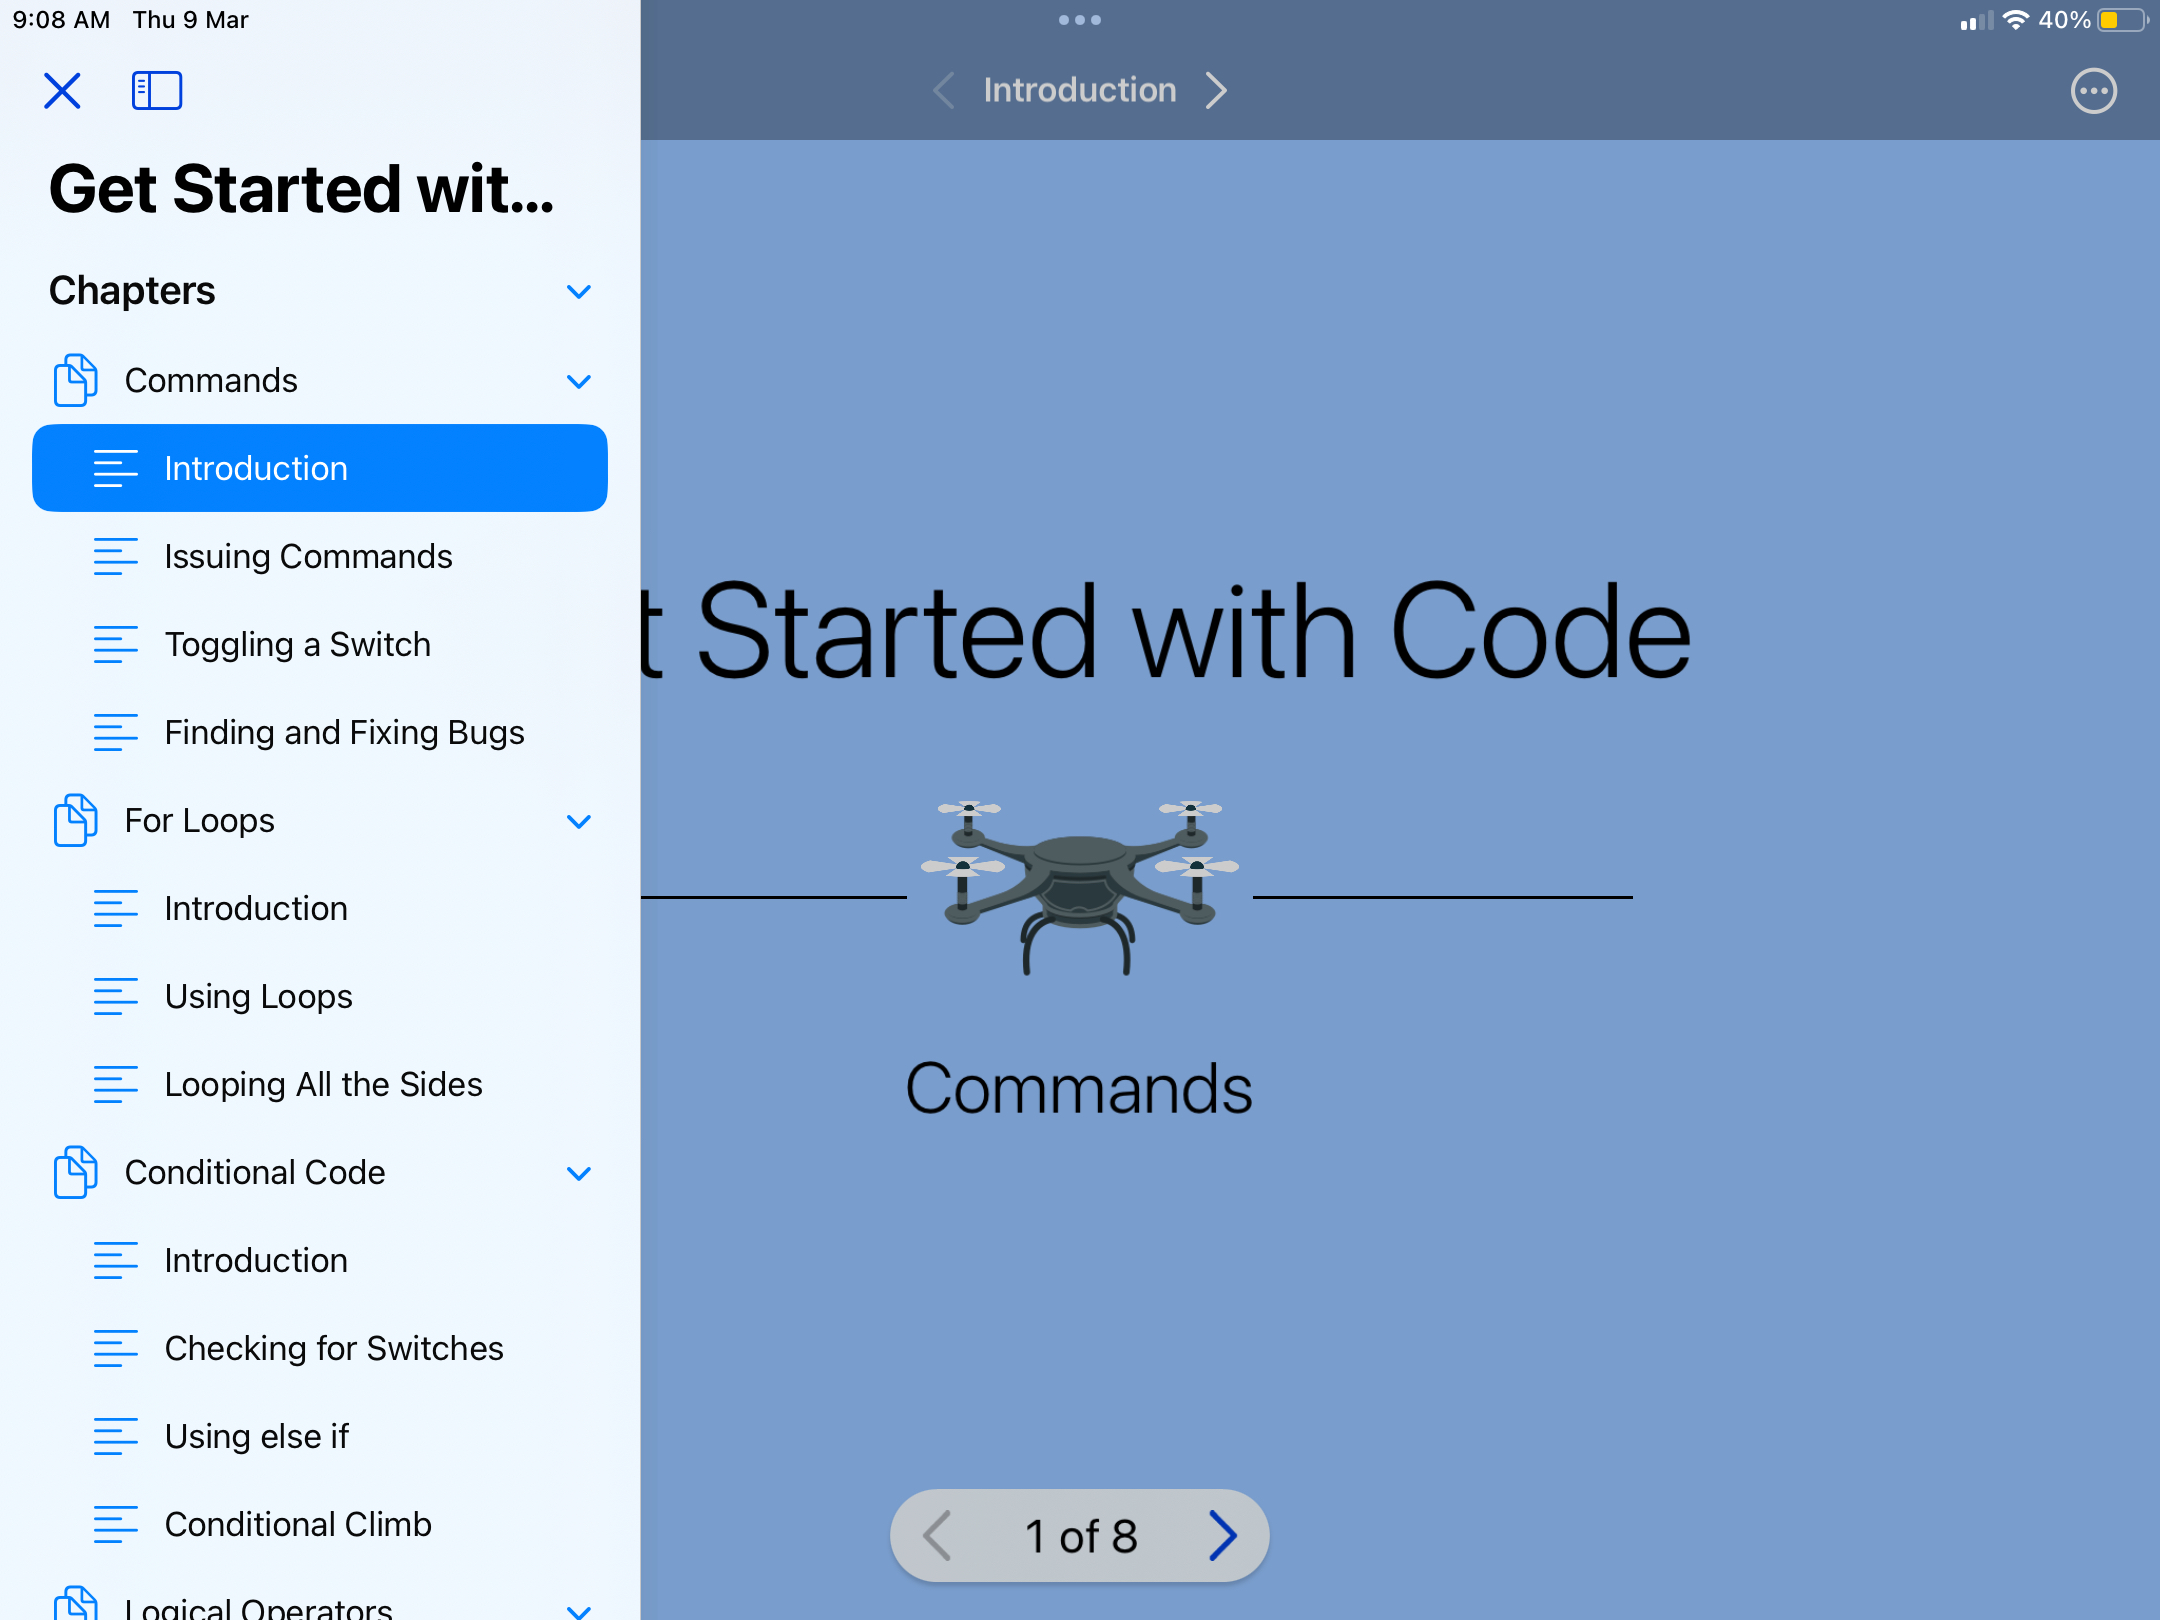 9:08 AM Thu 9 Mar
40%
Introduction
Get Started wit...
Chapters
Commands
Introduction
Issuing Commands
Toggling a Switch
Finding and Fixing Bugs
For Loops
Introduction
Using Loops
Looping All the Sides
Conditional Code
Introduction
Checking for Switches
Using else if
Conditional Climb
Logical Operators
t Started with Code
Commands
1 of 8